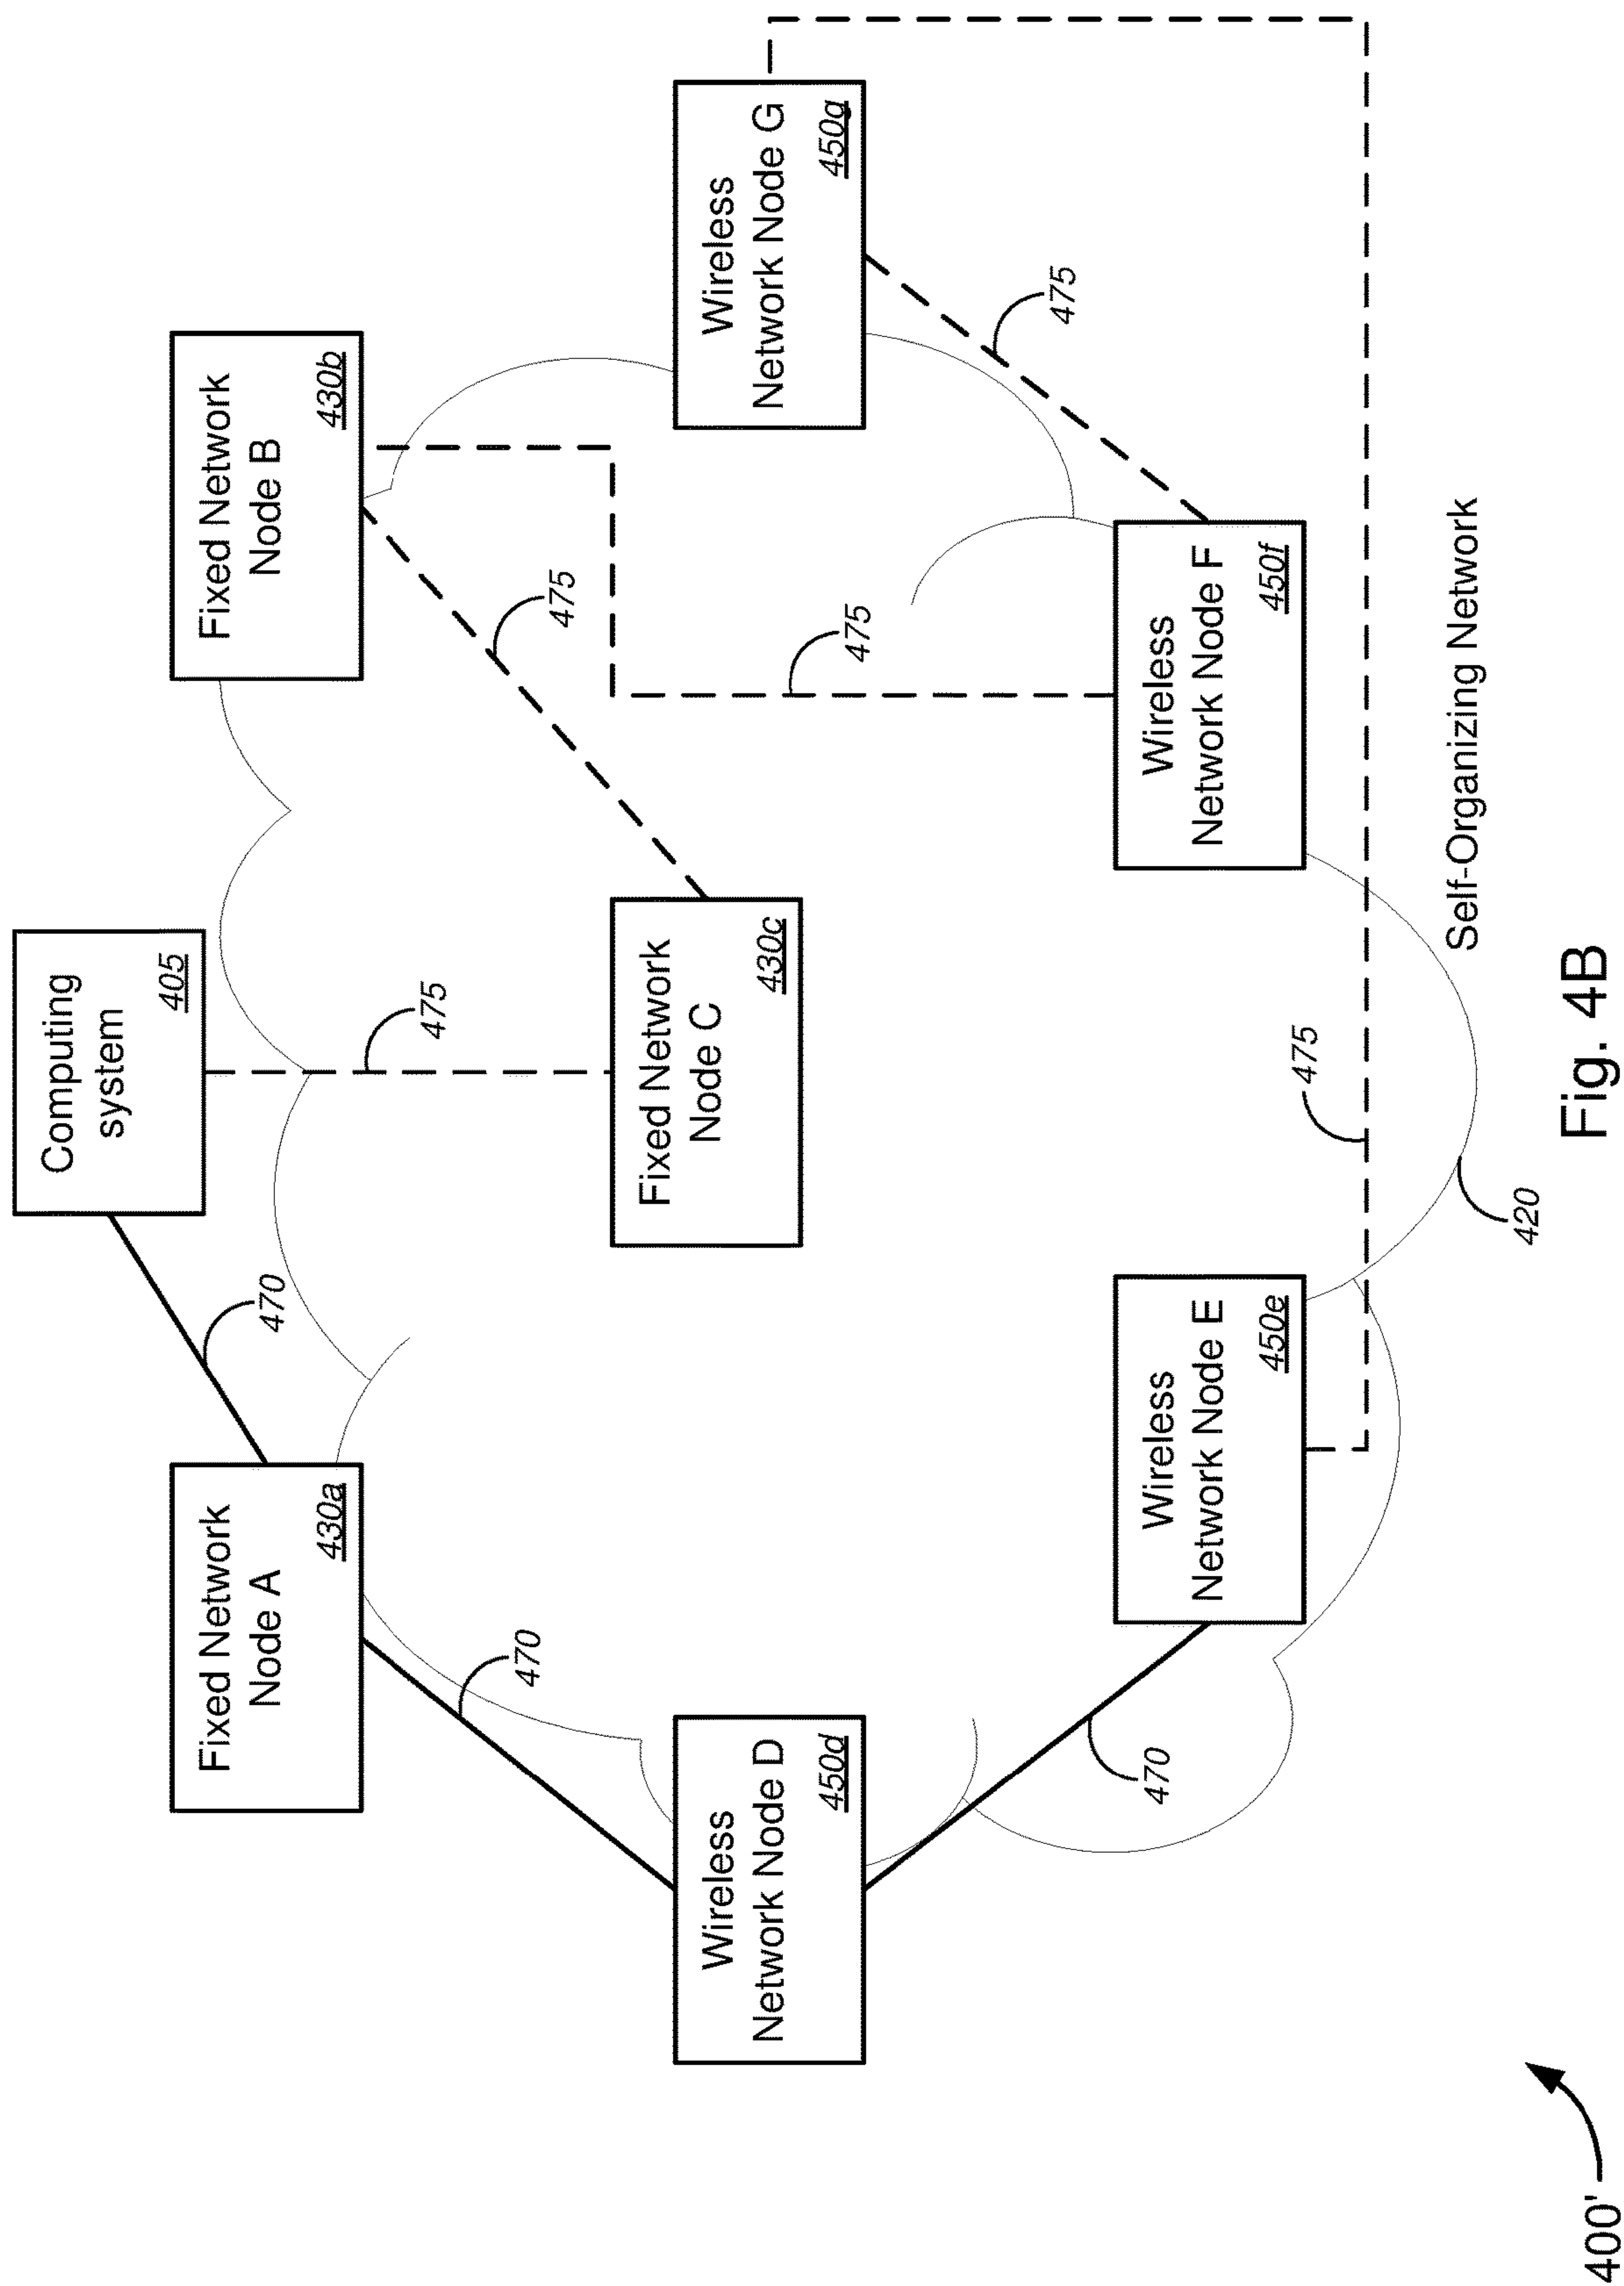 Computing
system
405
470
475
Fixed Network
Node A
430a
Fixed Network
Node B
430b
470
475
Fixed Network
Node C
430c
475
Wireless
Network Node D
450d
Wireless
Network Node G
450g
470
475
Wireless
Network Node E
450e
Wireless
Network Node F
450f
475
420
Self-Organizing Network
400'
Fig. 4B